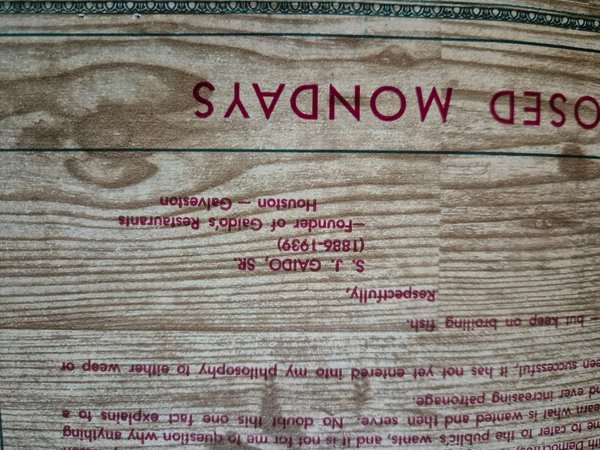 to cater to the public's wants, and it is not for me to question why anything
earn what is wanted and then serve. No doubt this one fact explains to a
nd ever increasing patronage.
een successful, it has not yet entered into my philosophy to either weep or
— but keep on broiling fish.
Respectfully,
S. J. GAIDO, SR.
(1886-1939)
—Founder of Gaido's Restaurants
Houston — Galveston
OSED MONDAYS